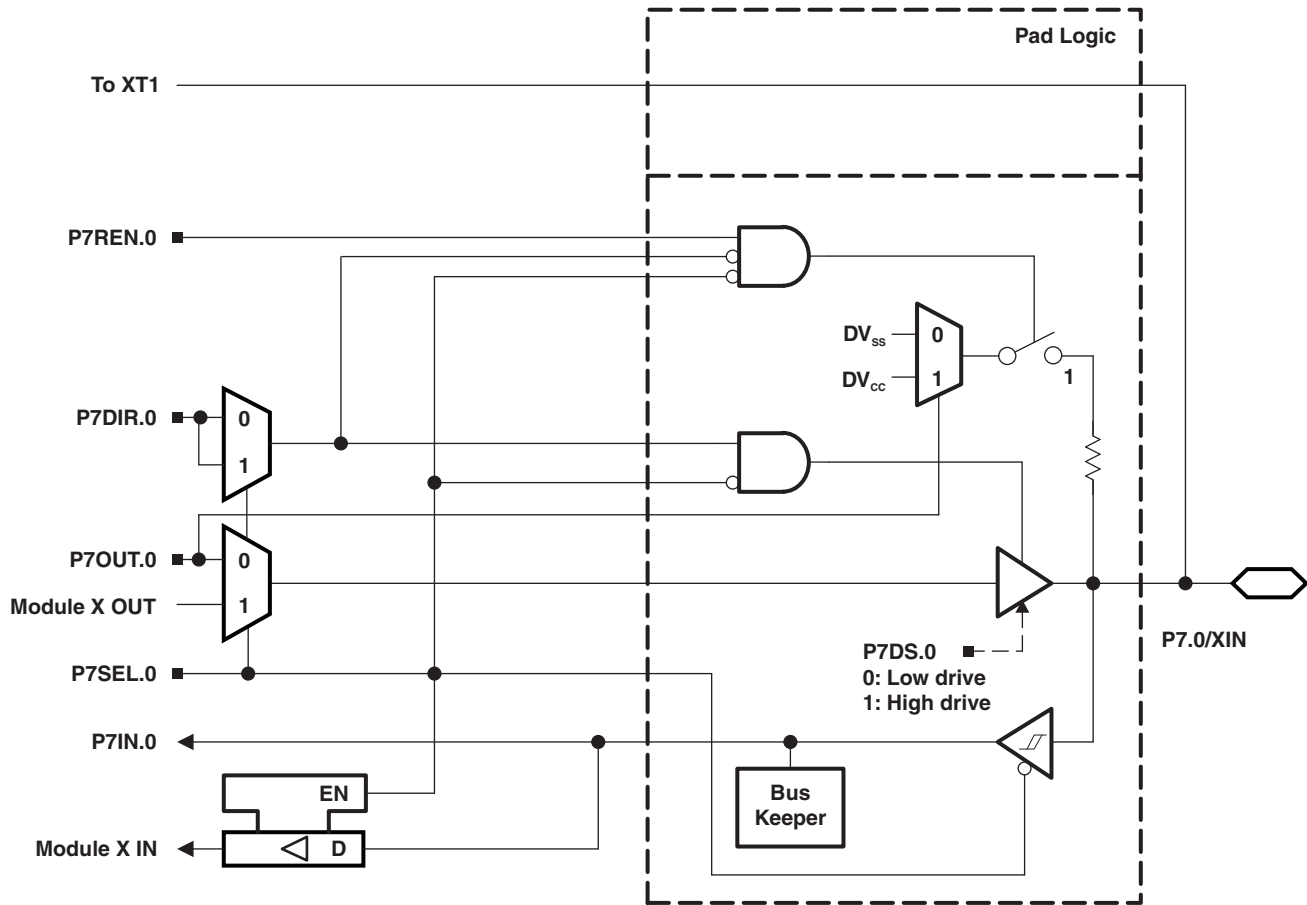 Pad Logic
To XT1
P7REN.0
DVSS
0
DVCC
1
1
P7DIR.0
0
1
P7OUT.0
0
Module X OUT
1
P7DS.0
0: Low drive
1: High drive
P7.0/XIN
P7SEL.0
P7IN.0
Bus
Keeper
EN
Module X IN
D